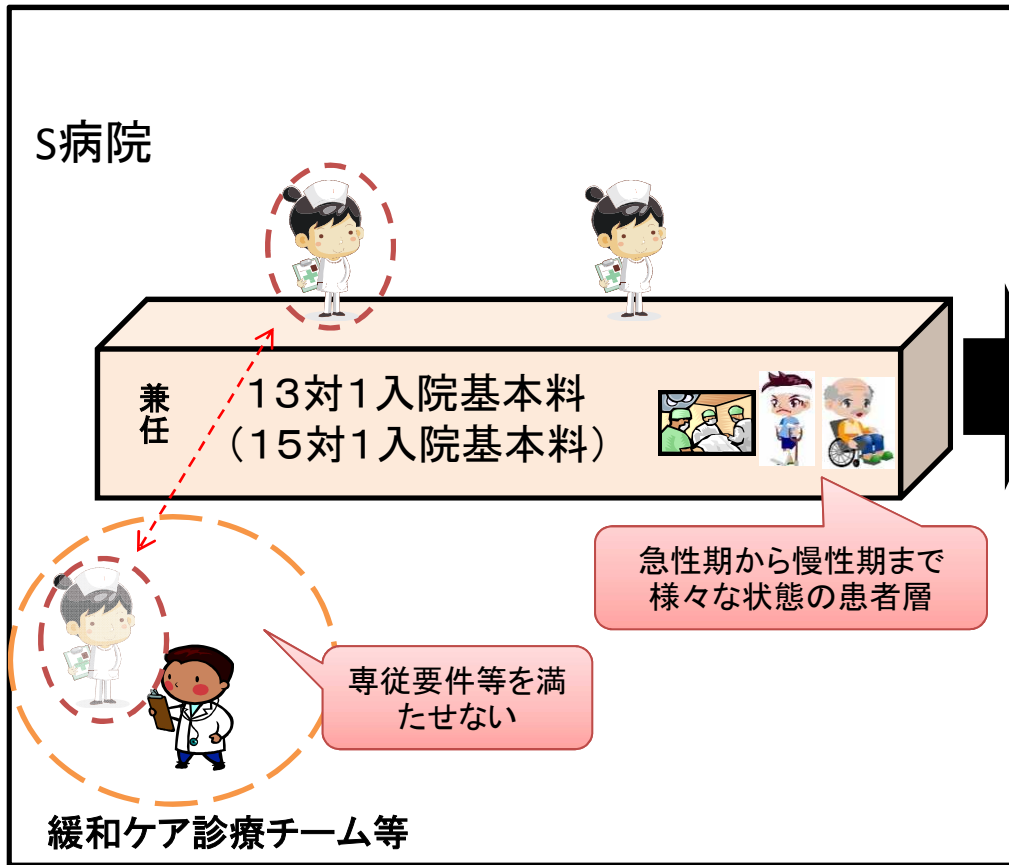 S病院
兼
任
13対1入院基本料
(15対1入院基本料)
急性期から慢性期まで
様々な状態の患者層
専従要件等を満
たせない
緩和ケア診療チーム等